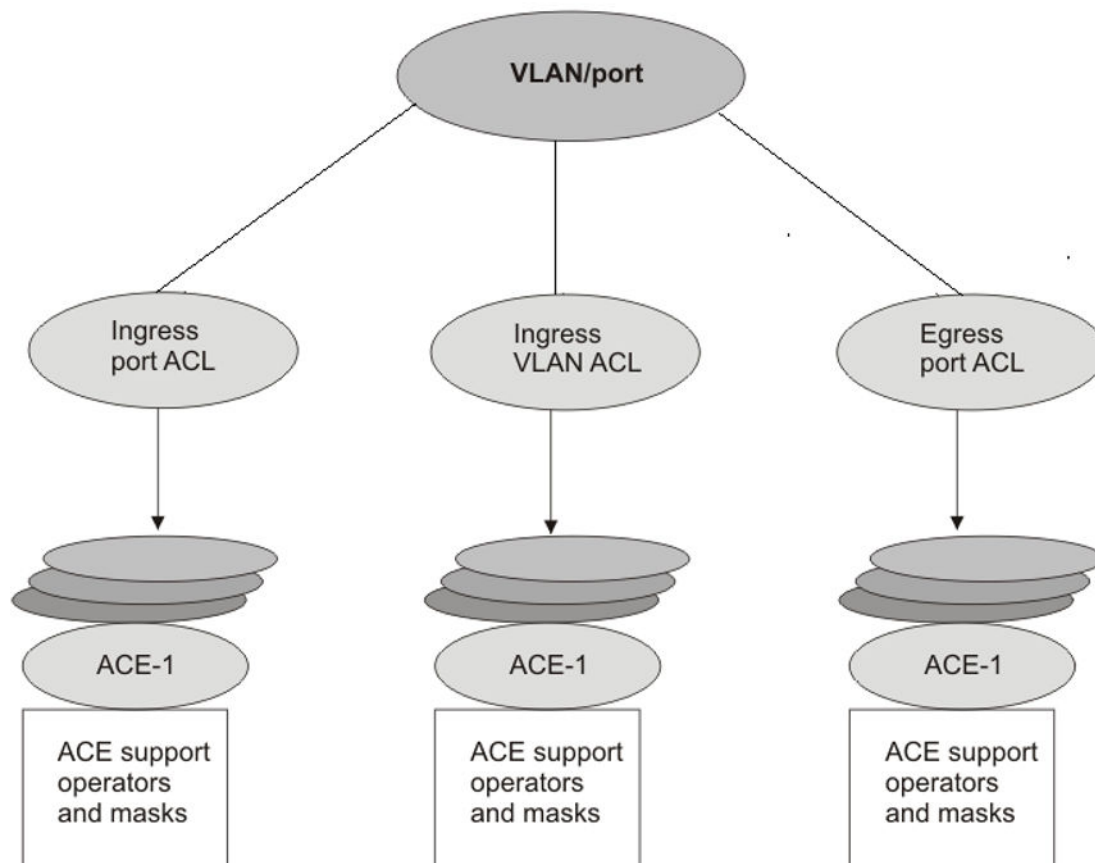 VLAN/port
Ingress
port ACL
Ingress
VLAN ACL
Egress
port ACL
ACE-1
ACE-1
ACE-1
ACE support
operators
and masks
ACE support
operators
and masks
ACE support
operators
and masks